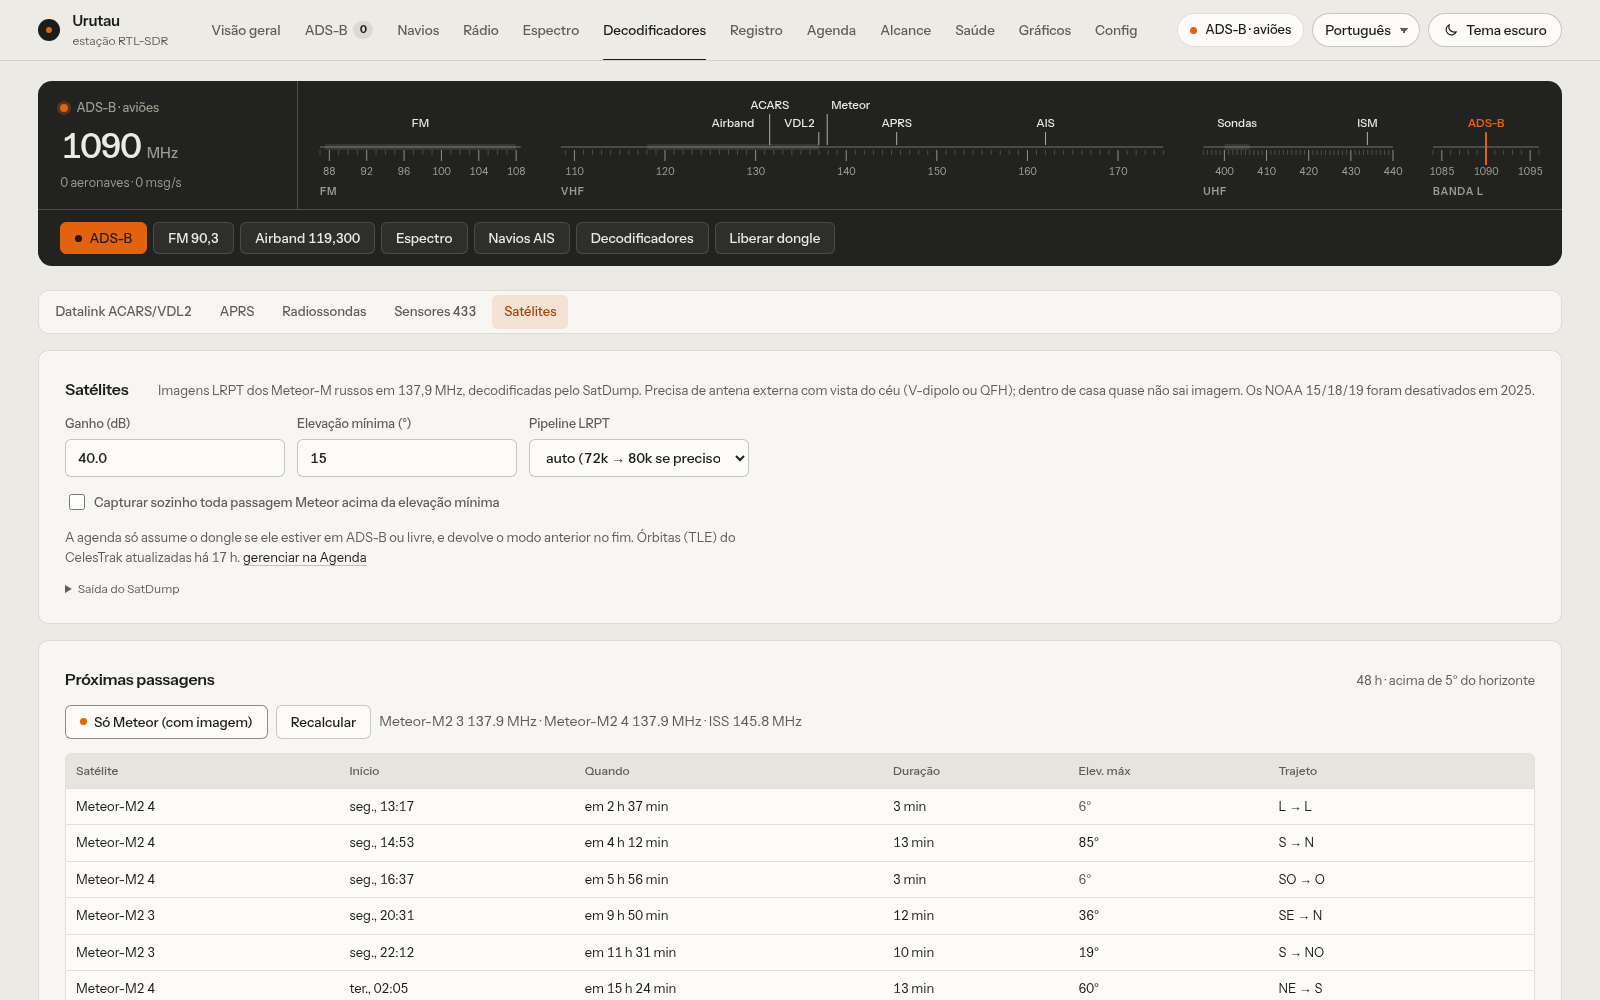 Urutau
estação RTL-SDR
Visão geral ADS-B 0 Navios Rádio Espectro Decodificadores Registro Agenda Alcance Saúde Gráficos Config
ADS-B · aviões Português Tema escuro
ADS-B · aviões
1090 MHz
0 aeronaves · 0 msg/s
ACARS Meteor
FM Airband VDL2 APRS AIS Sondas ISM ADS-B
88 92 96 100 104 108 110 120 130 140 150 160 170 400 410 420 430 440 1085 1090 1095
FM VHF UHF BANDA L
ADS-B FM 90,3 Airband 119,300 Espectro Navios AIS Decodificadores Liberar dongle
Datalink ACARS/VDL2 APRS Radiossondas Sensores 433 Satélites
Satélites Imagens LRPT dos Meteor-M russos em 137,9 MHz, decodificadas pelo SatDump. Precisa de antena externa com vista do céu (V-dipolo ou QFH); dentro de casa quase não sai imagem. Os NOAA 15/18/19 foram desativados em 2025.
Ganho (dB) Elevação mínima (°) Pipeline LRPT
40.0 15 auto (72k → 80k se preciso
Capturar sozinho toda passagem Meteor acima da elevação mínima
A agenda só assume o dongle se ele estiver em ADS-B ou livre, e devolve o modo anterior no fim. Órbitas (TLE) do
CelesTrak atualizadas há 17 h. gerenciar na Agenda
Saída do SatDump
Próximas passagens 48 h · acima de 5° do horizonte
Só Meteor (com imagem) Recalcular Meteor-M2 3 137.9 MHz · Meteor-M2 4 137.9 MHz · ISS 145.8 MHz
Satélite Início Quando Duração Elev. máx Trajeto
Meteor-M2 4 seg., 13:17 em 2 h 37 min 3 min 6° L → L
Meteor-M2 4 seg., 14:53 em 4 h 12 min 13 min 85° S → N
Meteor-M2 4 seg., 16:37 em 5 h 56 min 3 min 6° SO → O
Meteor-M2 3 seg., 20:31 em 9 h 50 min 12 min 36° SE → N
Meteor-M2 3 seg., 22:12 em 11 h 31 min 10 min 19° S → NO
Meteor-M2 4 ter., 02:05 em 15 h 24 min 13 min 60° NE → S